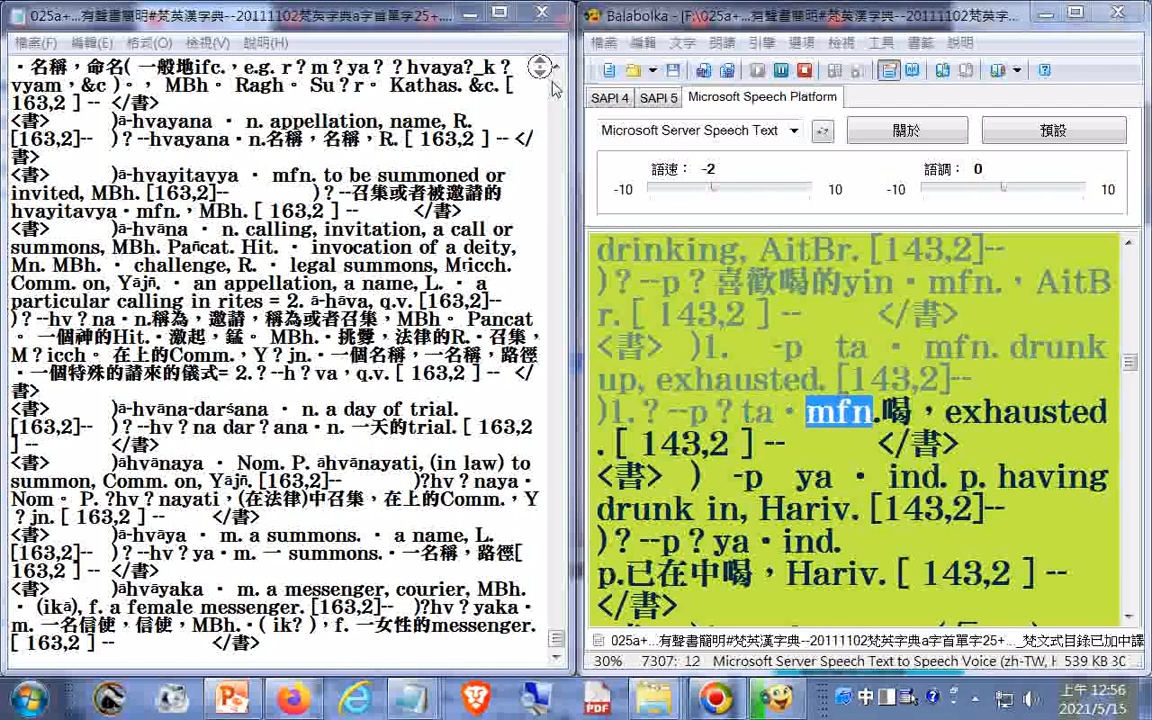 025a+...有聲書簡明#梵英漢字典--20111102梵英字典a字首單字25+...
檔案(F) 編輯(E) 格式(O) 檢視(V) 說明(H)
·名稱，命名( 一般地ifc.，e.g. r？m？ya？？hvaya?_k？
vyam，&c )。， MBh。 Ragh。 Su？r。 Kathas. &c. [
163,2 ] -- </書>
<書> )ā-hvayana · n. appellation, name, R.
[163,2]-- )？--hvayana·n.名稱，名稱，R. [ 163,2 ] -- </
書>
<書> )ā-hvayitavya · mfn. to be summoned or
invited, MBh. [163,2]-- )？--召集或者被邀請的
hvayitavya·mfn.，MBh. [ 163,2 ] -- </書>
<書> )ā-hvāna · n. calling, invitation, a call or
summons, MBh. Pañcat. Hit. · invocation of a deity,
Mn. MBh. · challenge, R. · legal summons, Mṛicch.
Comm. on, Yājñ. · an appellation, a name, L. · a
particular calling in rites = 2. ā-hāva, q.v. [163,2]--
)？--hv？na·n.稱為，邀請，稱為或者召集，MBh。 Pancat
。 一個神的Hit.·激起，錳。 MBh.·挑釁，法律的R.·召集，
M？icch。 在上的Comm.，Y？jn.·一個名稱，一名稱，路徑
·一個特殊的請來的儀式= 2.？--h？va，q.v. [ 163,2 ] -- </
書>
<書> )ā-hvāna-darśana · n. a day of trial.
[163,2]-- )？--hv？na dar？ana·n. 一天的trial. [ 163,2
] -- </書>
<書> )āhvānaya · Nom. P. āhvānayati, (in law) to
summon, Comm. on, Yājñ. [163,2]-- )?hv？naya·
Nom。 P. ?hv？nayati，(在法律)中召集，在上的Comm.，Y
？jn. [ 163,2 ] -- </書>
<書> )ā-hvāya · m. a summons. · a name, L.
[163,2]-- )？--hv？ya·m. 一 summons.·一名稱，路徑[
163,2 ] -- </書>
<書> )āhvāyaka · m. a messenger, courier, MBh.
· (ikā), f. a female messenger. [163,2]-- )?hv？yaka·
m. 一名信使，信使，MBh.·( ik？)，f. 一女性的messenger.
[ 163,2 ] -- </書>
Balabolka - [F:\025a+...有聲書簡明#梵英漢字典--20111102梵英字...
檔案 編輯 文字 朗讀 引擎 選項 檢視 工具 書籤 說明
SAPI 4 SAPI 5 Microsoft Speech Platform
Microsoft Server Speech Text 關於 預設
語速： -2 語調： 0
-10 10 -10 10
drinking, AitBr. [143,2]--
)？--p？喜歡喝的yin·mfn.，AitB
r. [ 143,2 ] -- </書>
<書> )1. -p ta · mfn. drunk
up, exhausted. [143,2]--
)1.？--p？ta·mfn.喝，exhausted
. [ 143,2 ] -- </書>
<書> ) -p ya · ind. p. having
drunk in, Hariv. [143,2]--
)？--p？ya·ind.
p.已在中喝，Hariv. [ 143,2 ] --
</書>
025a+...有聲書簡明#梵英漢字典--20111102梵英字典a字首單字25+..._梵文式目錄已加中譯
30% 7307: 12 Microsoft Server Speech Text to Speech Voice (zh-TW, H 539 KB 30
中
上午 12:56
2021/5/15
PDF